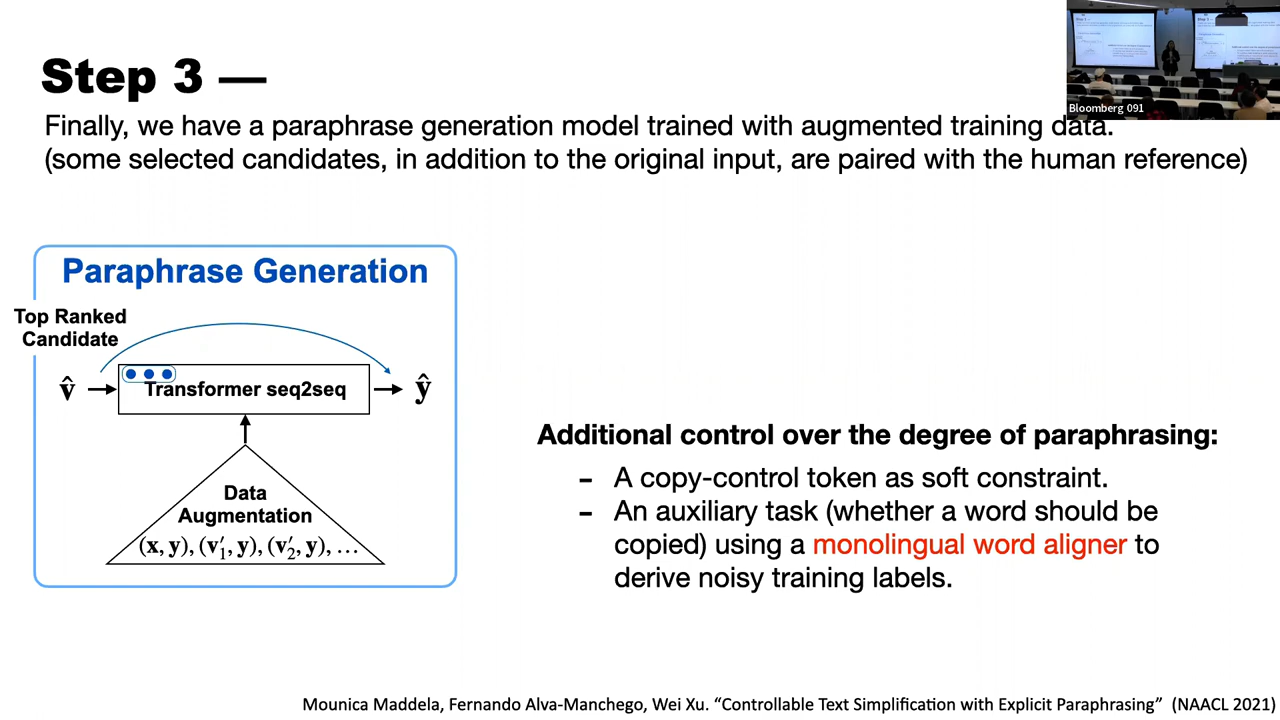 Step 3 —
Bloomberg 091
Finally, we have a paraphrase generation model trained with augmented training data.
(some selected candidates, in addition to the original input, are paired with the human reference)
Paraphrase Generation
Top Ranked
Candidate
v̂
Transformer seq2seq
ŷ
Data
Augmentation
(x, y), (v′₁, y), (v′₂, y), …
Additional control over the degree of paraphrasing:
– A copy-control token as soft constraint.
– An auxiliary task (whether a word should be
copied) using a monolingual word aligner to
derive noisy training labels.
Mounica Maddela, Fernando Alva-Manchego, Wei Xu. “Controllable Text Simplification with Explicit Paraphrasing” (NAACL 2021)